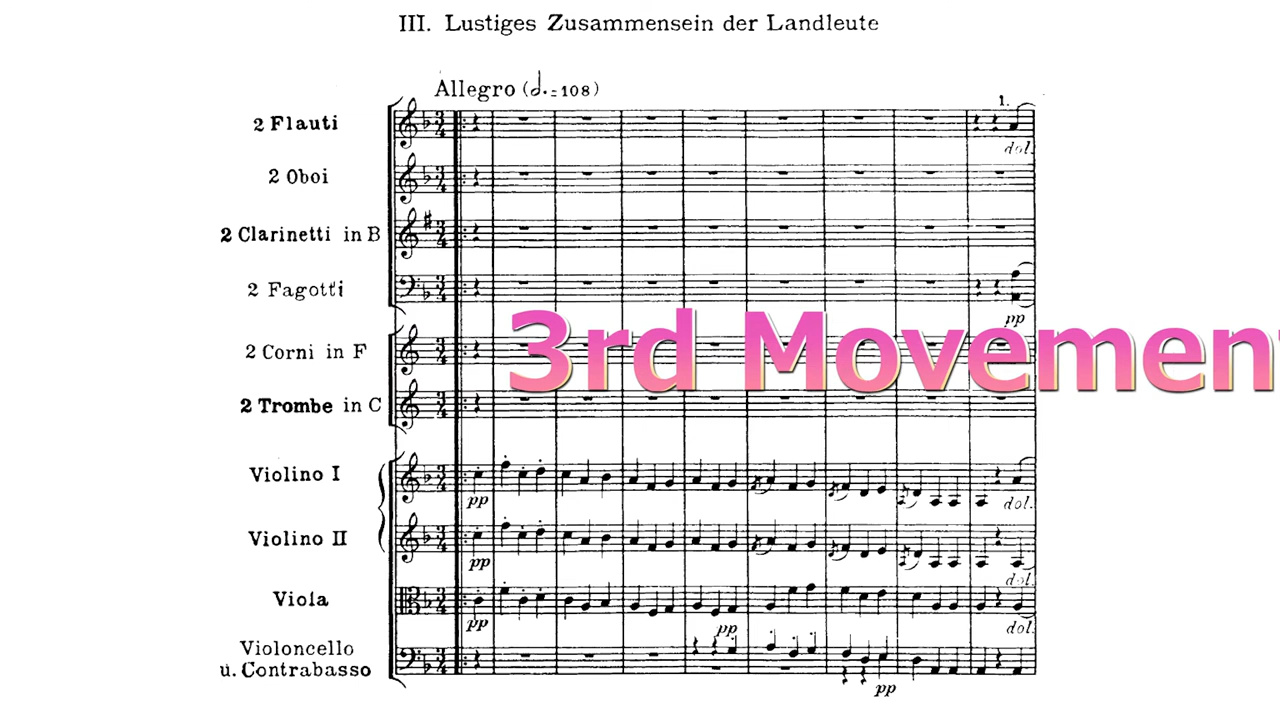 III. Lustiges Zusammensein der Landleute
Allegro (𝅗𝅥. = 108)
1.
2 Flauti
dol.
2 Oboi
2 Clarinetti in B
2 Fagotti
pp
3rd Movement
2 Corni in F
2 Trombe in C
Violino I
pp
dol.
Violino II
pp
dol.
Viola
pp
dol.
pp
Violoncello
u. Contrabasso
pp